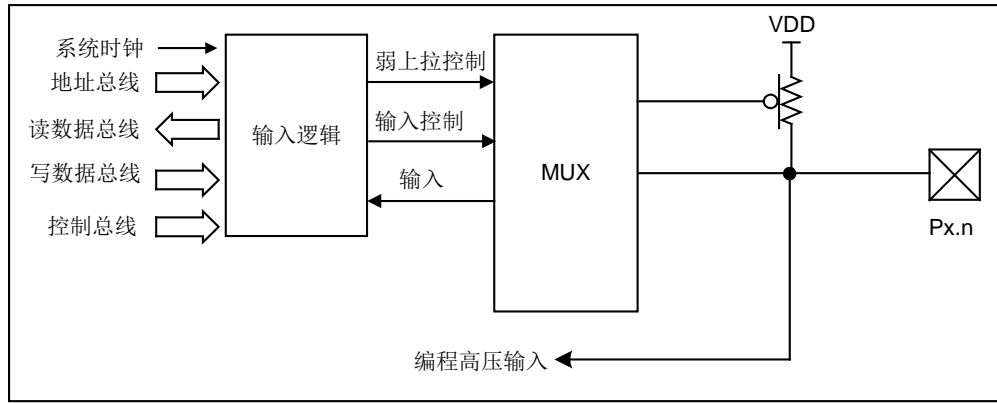 系统时钟
地址总线
读数据总线
写数据总线
控制总线
输入逻辑
弱上拉控制
输入控制
输入
MUX
VDD
Px.n
编程高压输入